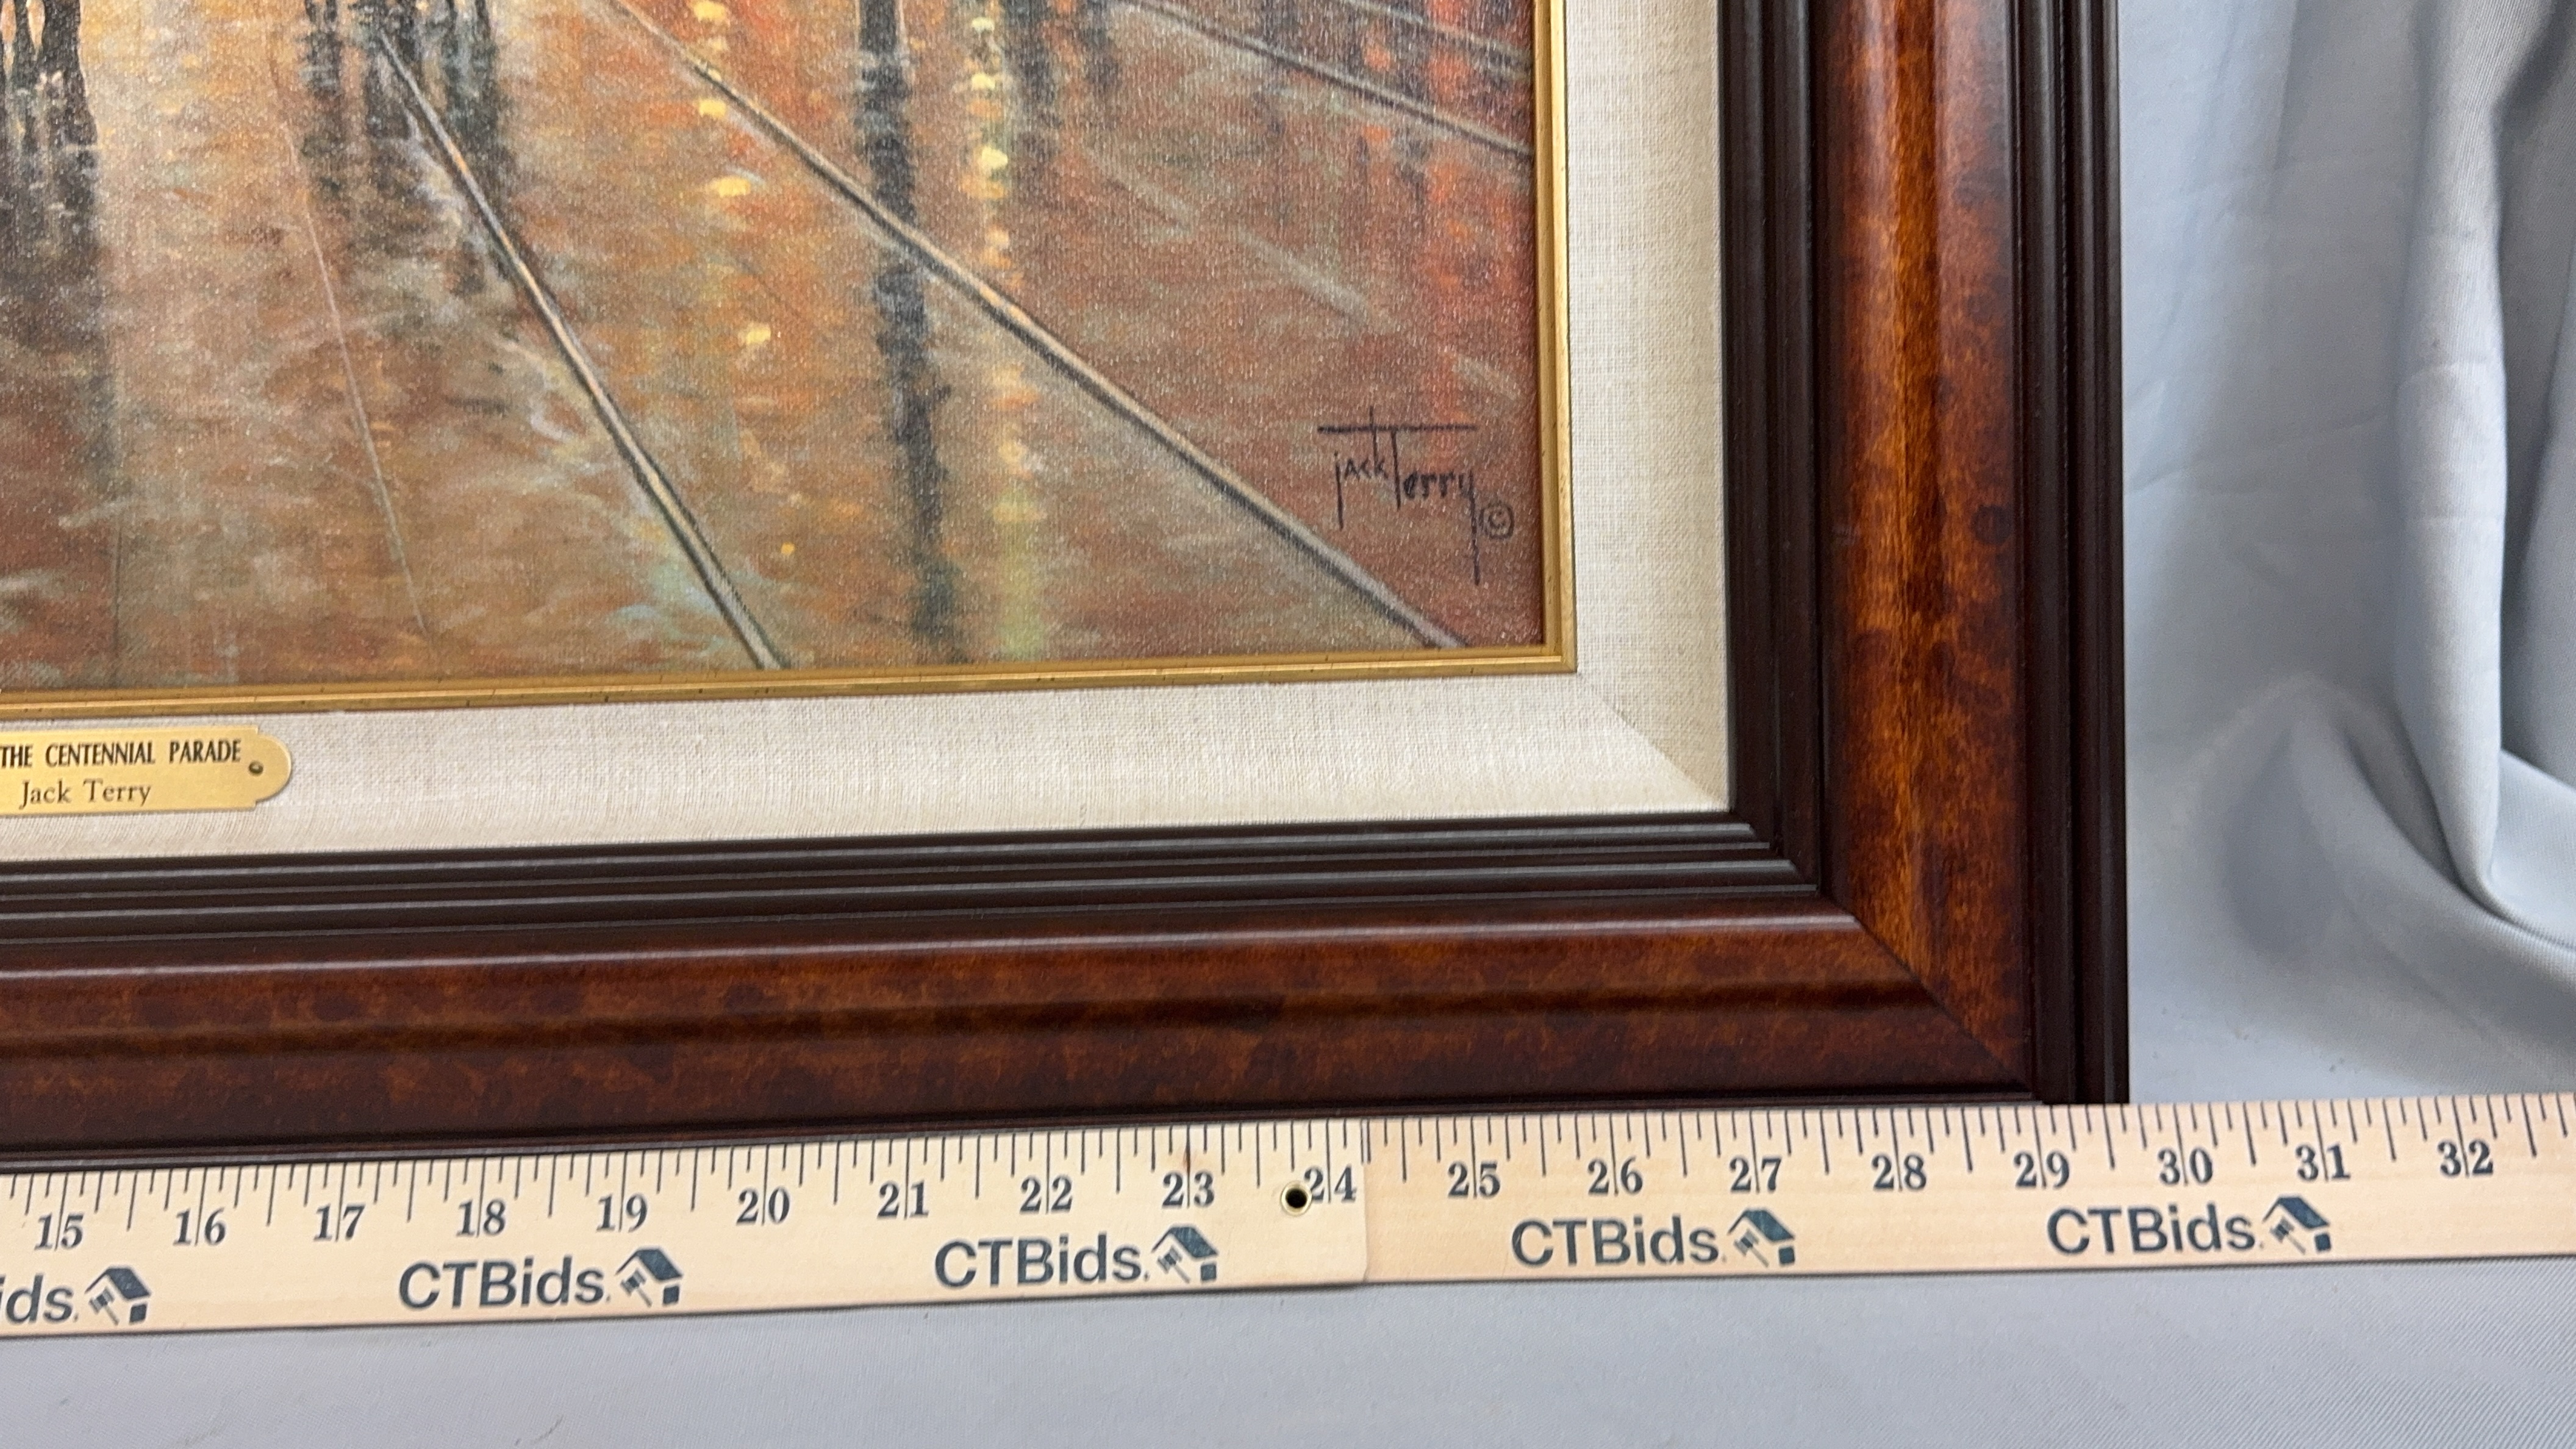 jack Terry ©
THE CENTENNIAL PARADE
Jack Terry
15 16 17 18 19 20 21 22 23 24 25 26 27 28 29 30 31 32
ids. CTBids. CTBids. CTBids. CTBids.